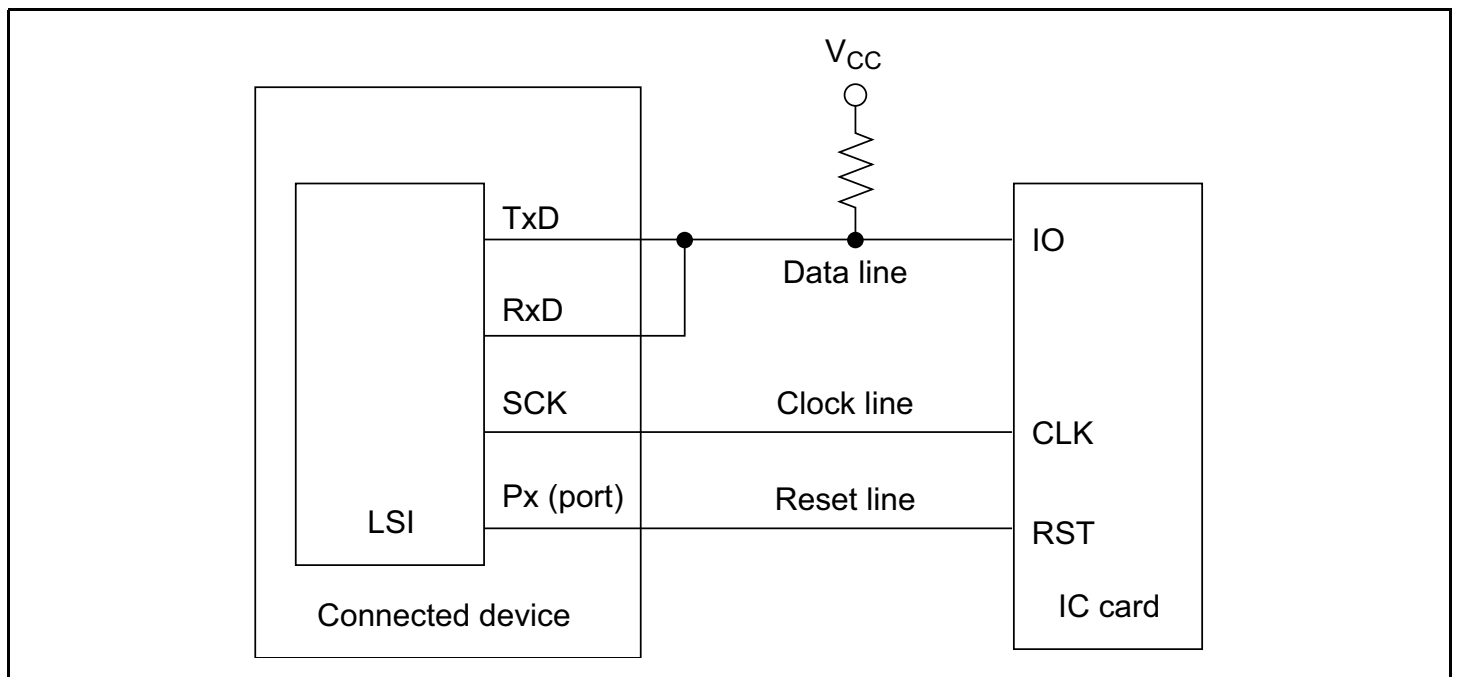 VCC
TxD
IO
Data line
RxD
SCK
Clock line
CLK
Px (port)
Reset line
LSI
RST
IC card
Connected device